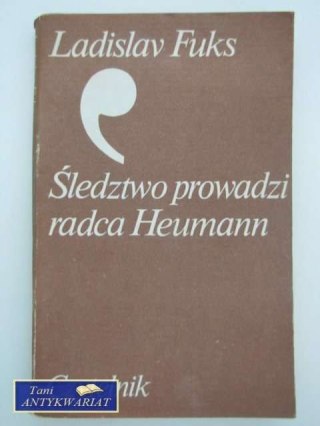 Ladislav Fuks
Śledztwo prowadzi
radca Heumann
Tani
ANTYKWARIAT